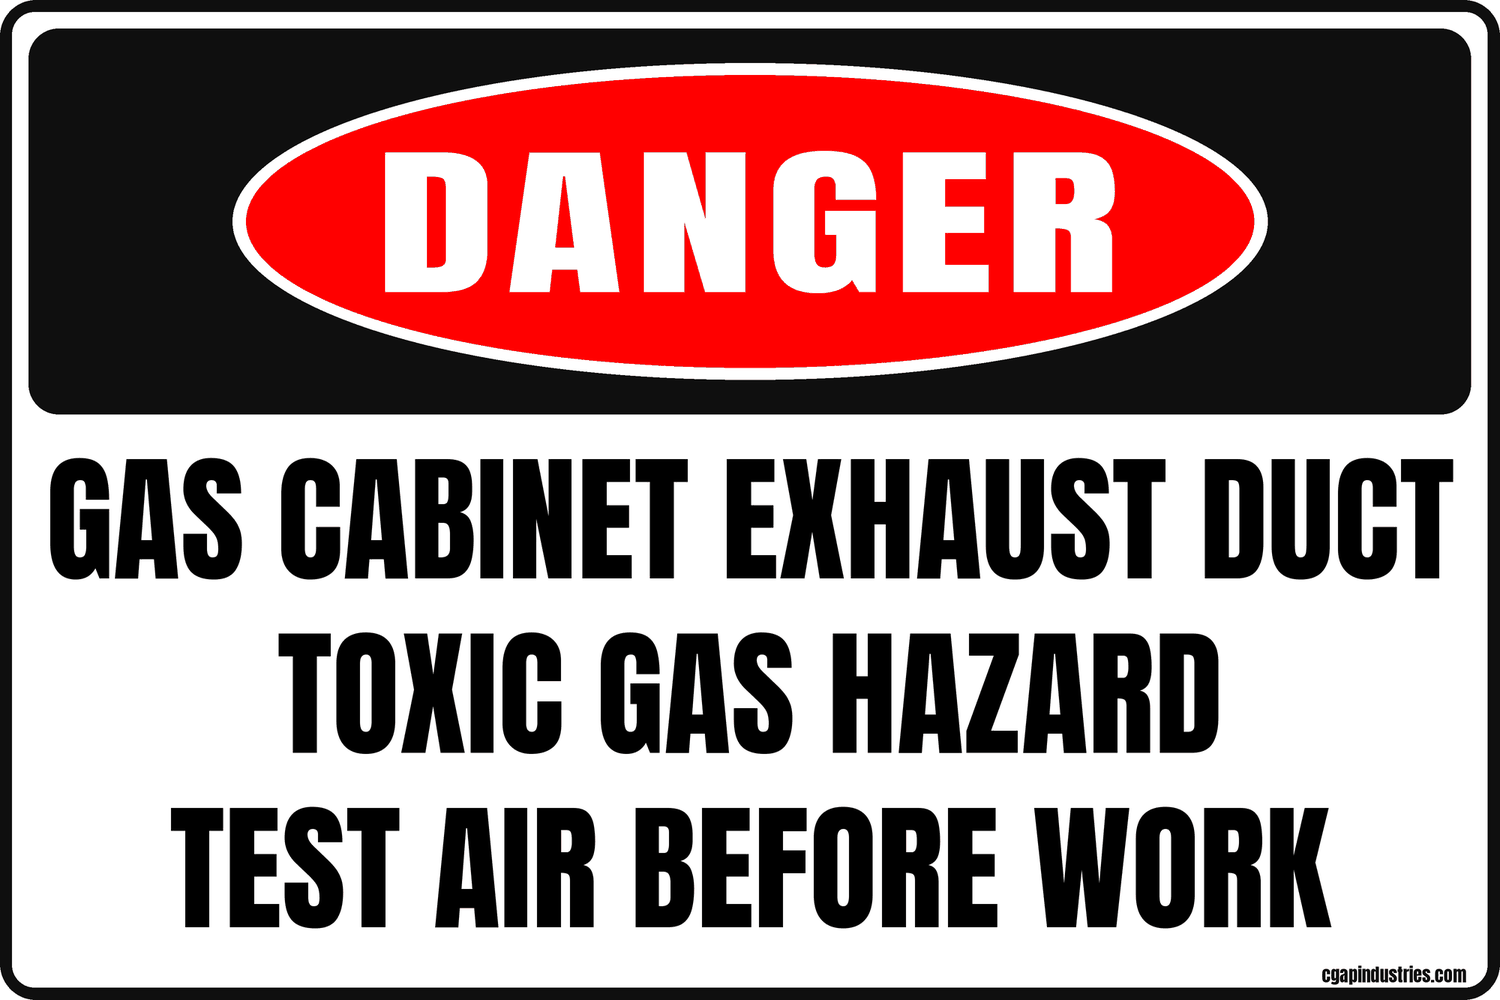 DANGER
GAS CABINET EXHAUST DUCT
TOXIC GAS HAZARD
TEST AIR BEFORE WORK
cgapindustries.com